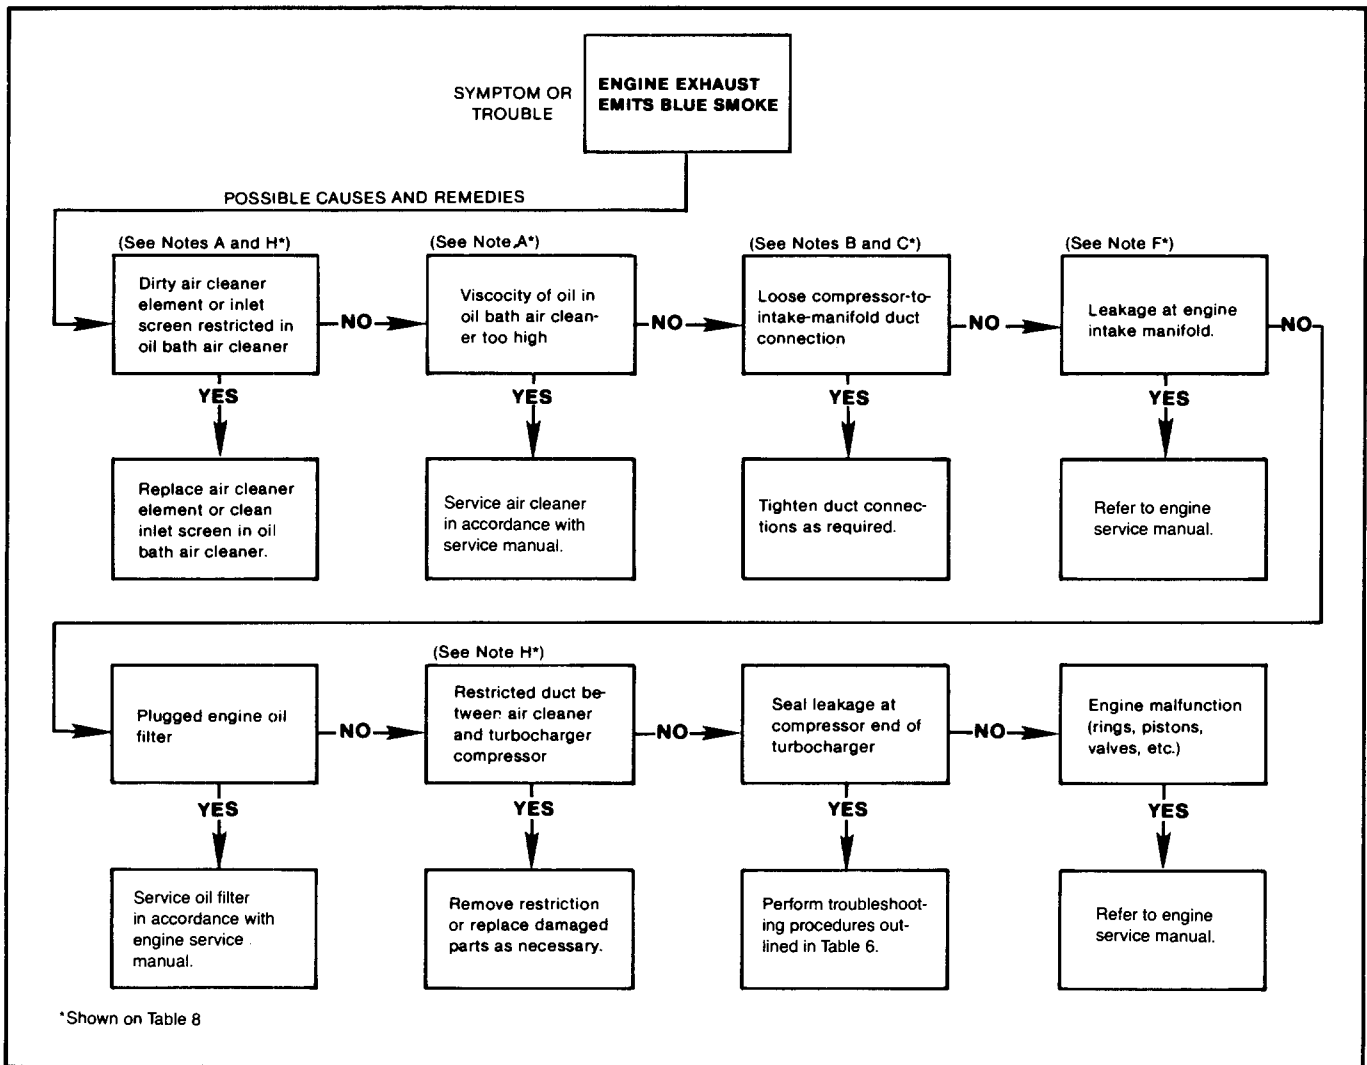 SYMPTOM OR
TROUBLE
ENGINE EXHAUST
EMITS BLUE SMOKE
POSSIBLE CAUSES AND REMEDIES
(See Notes A and H*)
Dirty air cleaner
element or inlet
screen restricted in
oil bath air cleaner
NO
(See Note A*)
Viscocity of oil in
oil bath air clean-
er too high
NO
(See Notes B and C*)
Loose compressor-to-
intake-manifold duct
connection
NO
(See Note F*)
Leakage at engine
intake manifold.
NO
YES
YES
YES
YES
Replace air cleaner
element or clean
inlet screen in oil
bath air cleaner.
Service air cleaner
in accordance with
service manual.
Tighten duct connec-
tions as required.
Refer to engine
service manual.
Plugged engine oil
filter
NO
(See Note H*)
Restricted duct be-
tween air cleaner
and turbocharger
compressor
NO
Seal leakage at
compressor end of
turbocharger
NO
Engine malfunction
(rings, pistons,
valves, etc.)
YES
YES
YES
YES
Service oil filter
in accordance with
engine service
manual.
Remove restriction
or replace damaged
parts as necessary.
Perform troubleshoot-
ing procedures out-
lined in Table 6.
Refer to engine
service manual.
*Shown on Table 8